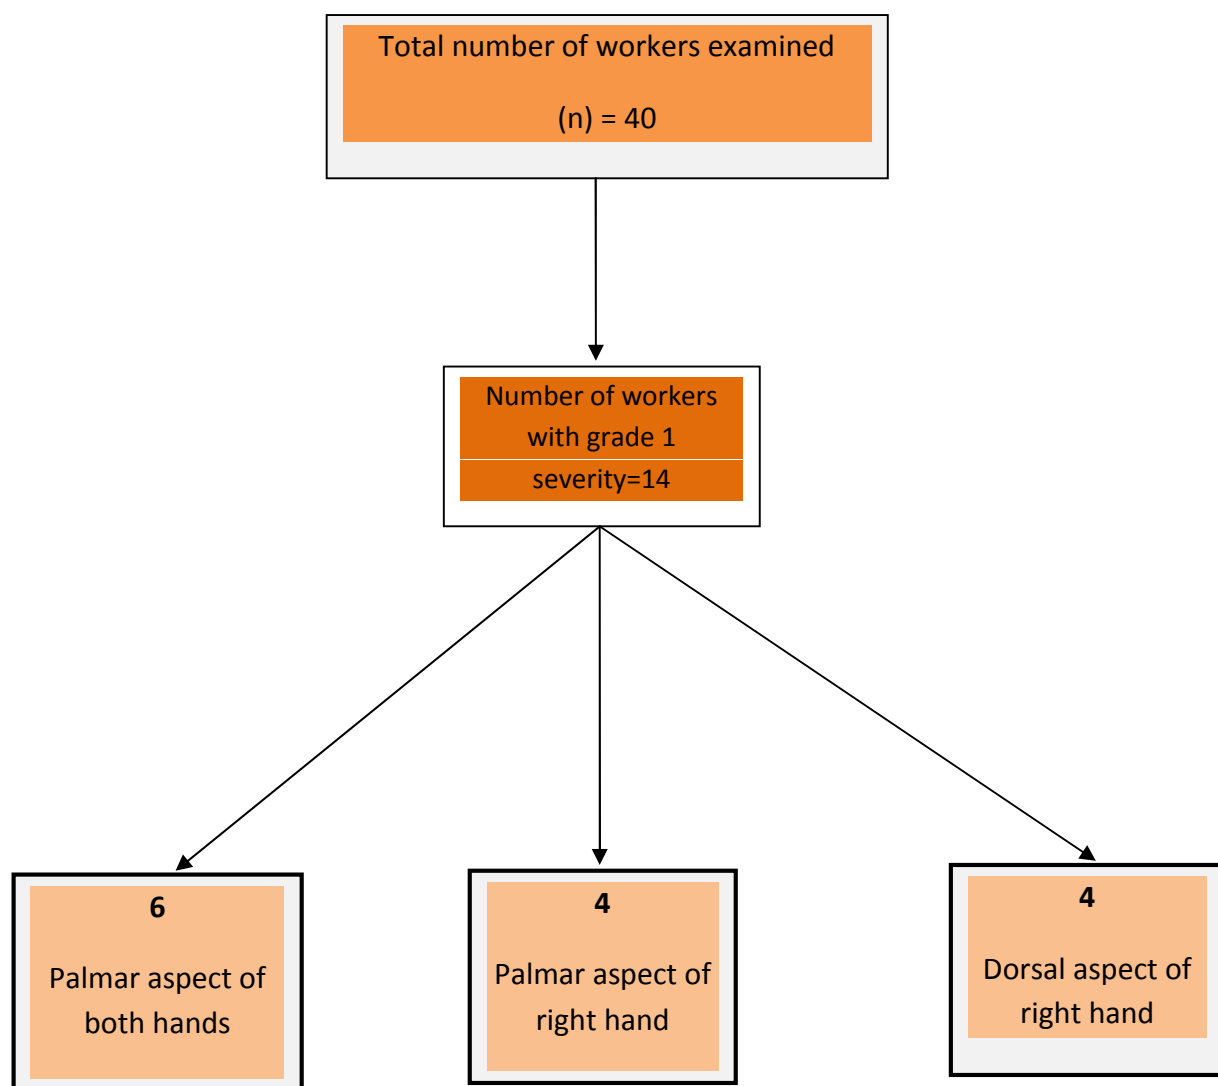 Total number of workers examined
(n) = 40
Number of workers
with grade 1
severity=14
6
Palmar aspect of
both hands
4
Palmar aspect of
right hand
4
Dorsal aspect of
right hand